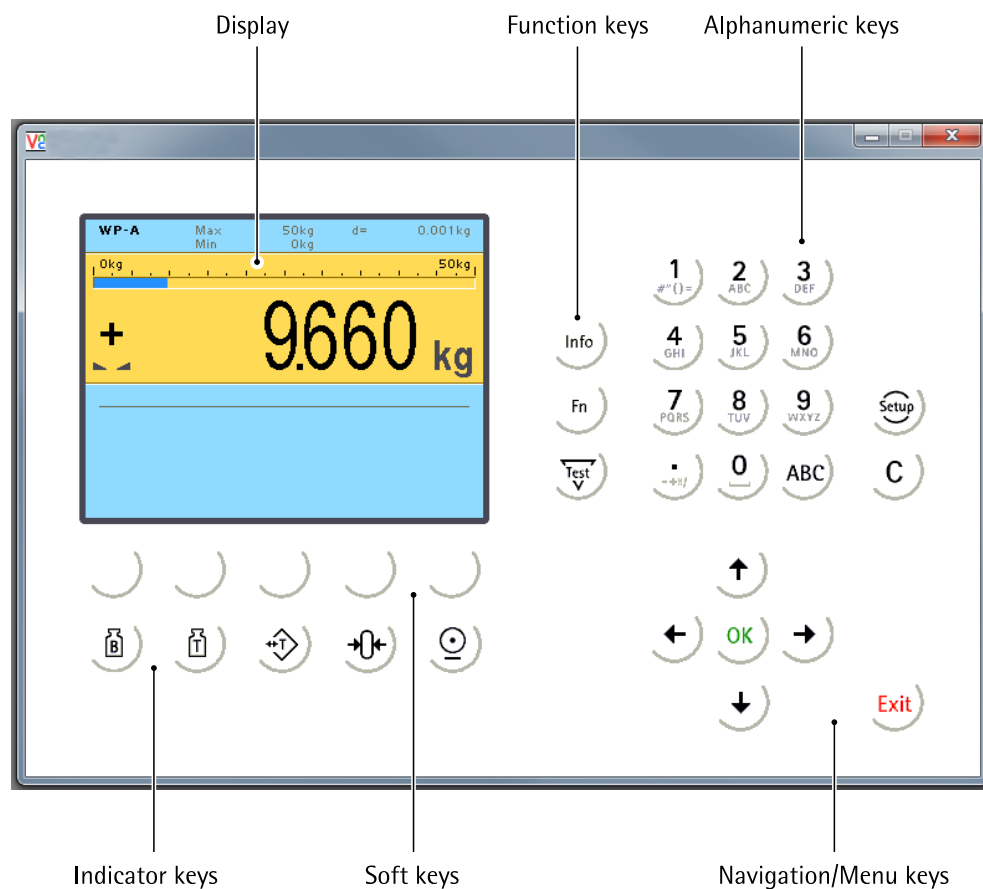 Display Function keys Alphanumeric keys
WP-A Max 50kg d= 0.001kg
Min 0kg
0kg 50kg
+ 9.660 kg
1 2 3
#"()= ABC DEF
Info 4 5 6
GHI JKL MNO
Fn 7 8 9 Setup
PQRS TUV WXYZ
Test . 0 ABC C
B T T
← OK →
Exit
Indicator keys Soft keys Navigation/Menu keys